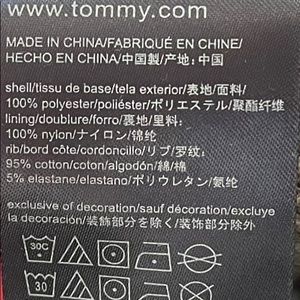 www.tommy.com
MADE IN CHINA/FABRIQUÉ EN CHINE/
HECHO EN CHINA/中国製/产地: 中国
shell/tissu de base/tela exterior/表地/面料/
100% polyester/poliéster/ポリエステル/聚酯纤维
lining/doublure/forro/裏地/里料:
100% nylon/ナイロン/锦纶
rib/bord côte/cordoncillo/リブ/罗纹:
95% cotton/coton/algodón/綿/棉
5% elastane/elastano/ポリウレタン/氨纶
exclusive of decoration/sauf décoration/excluye
la decoración/装飾部分を除く/装饰部分除外
30C
30